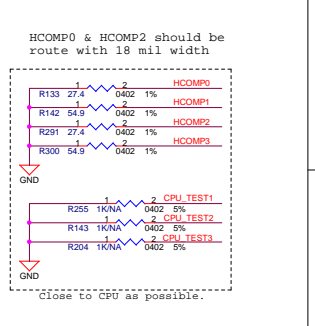 HCOMP0 & HCOMP2 should be
route with 18 mil width
1 2 HCOMP0
R133 27.4 0402 1%
1 2 HCOMP1
R142 54.9 0402 1%
1 2 HCOMP2
R291 27.4 0402 1%
1 2 HCOMP3
R300 54.9 0402 1%
GND
1 2 CPU_TEST1
R255 1K/NA 0402 5%
1 2 CPU_TEST2
R143 1K/NA 0402 5%
1 2 CPU_TEST3
R204 1K/NA 0402 5%
GND
Close to CPU as possible.